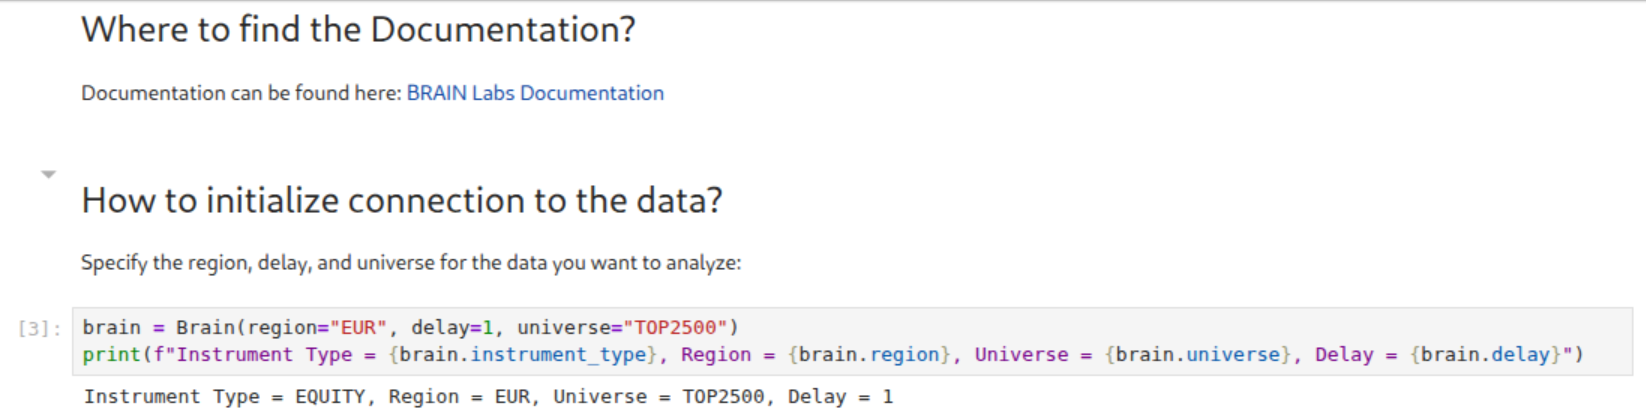 Where to find the Documentation?
Documentation can be found here: BRAIN Labs Documentation
How to initialize connection to the data?
Specify the region, delay, and universe for the data you want to analyze:
[3]: brain = Brain(region="EUR", delay=1, universe="TOP2500")
print(f"Instrument Type = {brain.instrument_type}, Region = {brain.region}, Universe = {brain.universe}, Delay = {brain.delay}")
Instrument Type = EQUITY, Region = EUR, Universe = TOP2500, Delay = 1